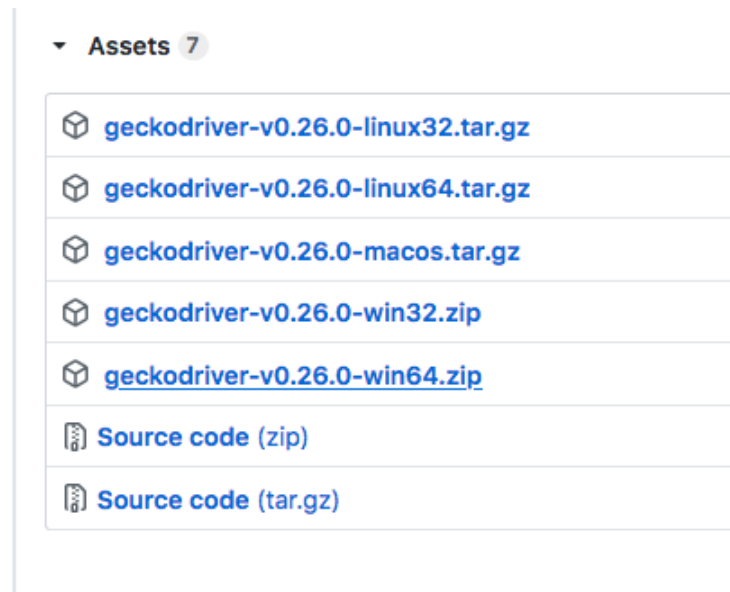 Assets 7
geckodriver-v0.26.0-linux32.tar.gz
geckodriver-v0.26.0-linux64.tar.gz
geckodriver-v0.26.0-macos.tar.gz
geckodriver-v0.26.0-win32.zip
geckodriver-v0.26.0-win64.zip
Source code (zip)
Source code (tar.gz)